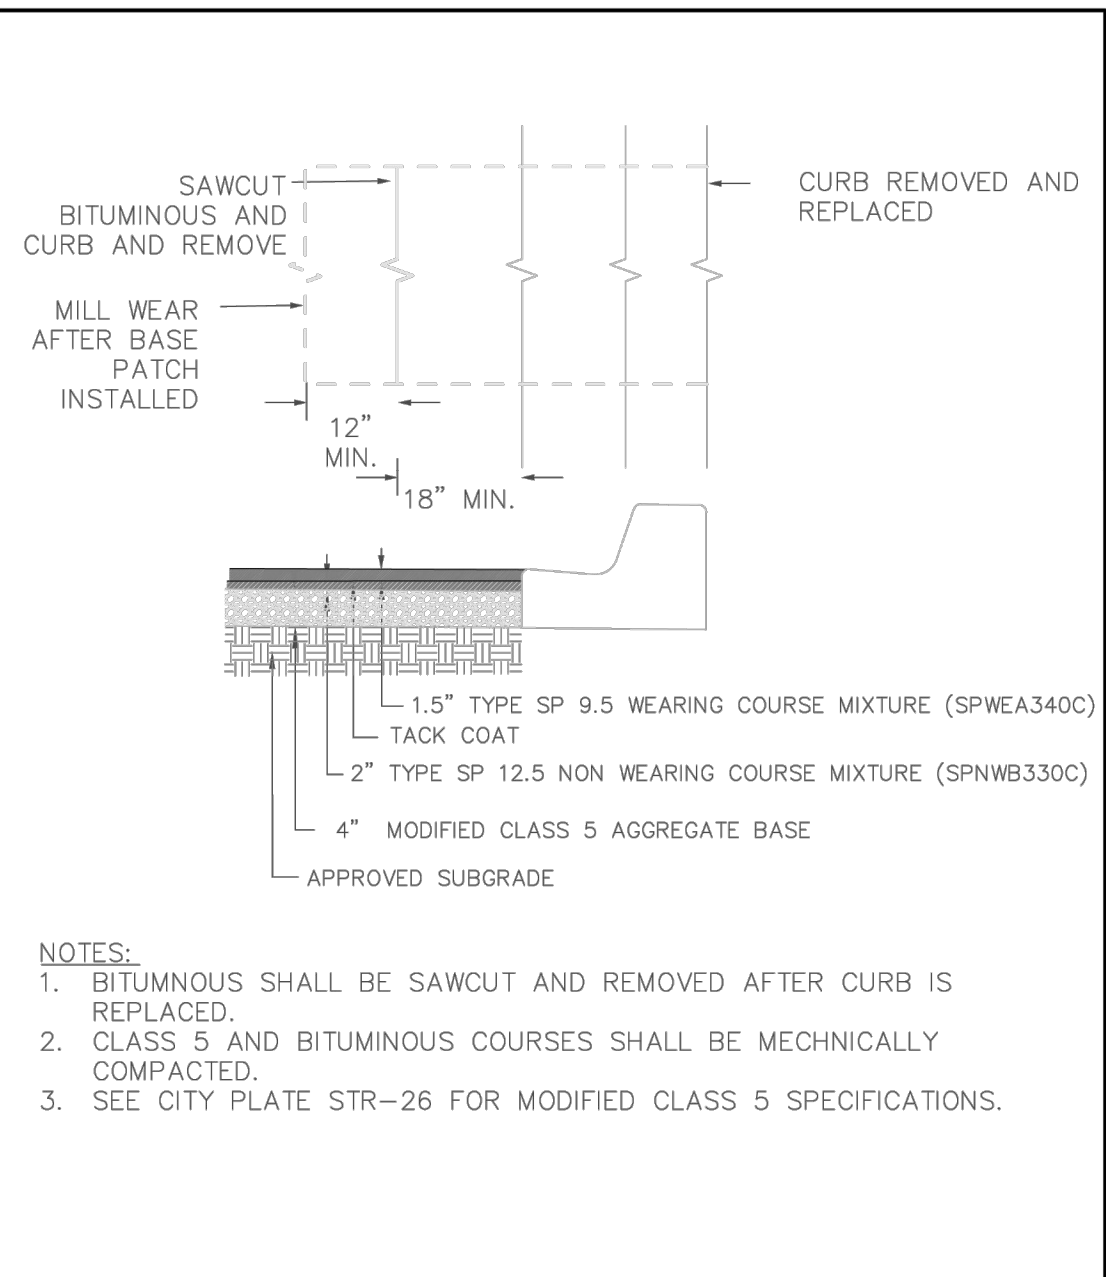 SAWCUT
BITUMINOUS AND
CURB AND REMOVE
CURB REMOVED AND
REPLACED
MILL WEAR
AFTER BASE
PATCH
INSTALLED
12"
MIN.
18" MIN.
1.5" TYPE SP 9.5 WEARING COURSE MIXTURE (SPWEA340C)
TACK COAT
2" TYPE SP 12.5 NON WEARING COURSE MIXTURE (SPNWB330C)
4" MODIFIED CLASS 5 AGGREGATE BASE
APPROVED SUBGRADE
NOTES:
1. BITUMNOUS SHALL BE SAWCUT AND REMOVED AFTER CURB IS
REPLACED.
2. CLASS 5 AND BITUMINOUS COURSES SHALL BE MECHNICALLY
COMPACTED.
3. SEE CITY PLATE STR-26 FOR MODIFIED CLASS 5 SPECIFICATIONS.